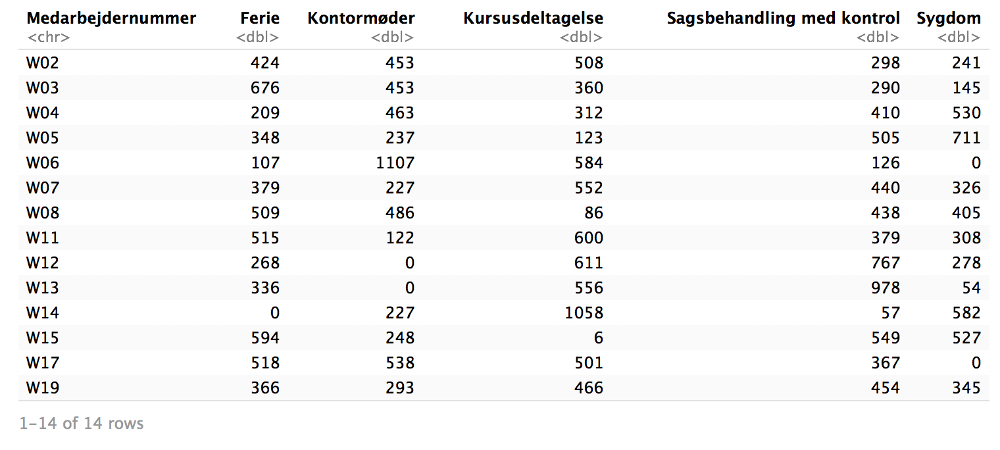 Medarbejdernummer Ferie Kontormøder Kursusdeltagelse Sagsbehandling med kontrol Sygdom
<chr> <dbl> <dbl> <dbl> <dbl> <dbl>
W02 424 453 508 298 241
W03 676 453 360 290 145
W04 209 463 312 410 530
W05 348 237 123 505 711
W06 107 1107 584 126 0
W07 379 227 552 440 326
W08 509 486 86 438 405
W11 515 122 600 379 308
W12 268 0 611 767 278
W13 336 0 556 978 54
W14 0 227 1058 57 582
W15 594 248 6 549 527
W17 518 538 501 367 0
W19 366 293 466 454 345
1–14 of 14 rows